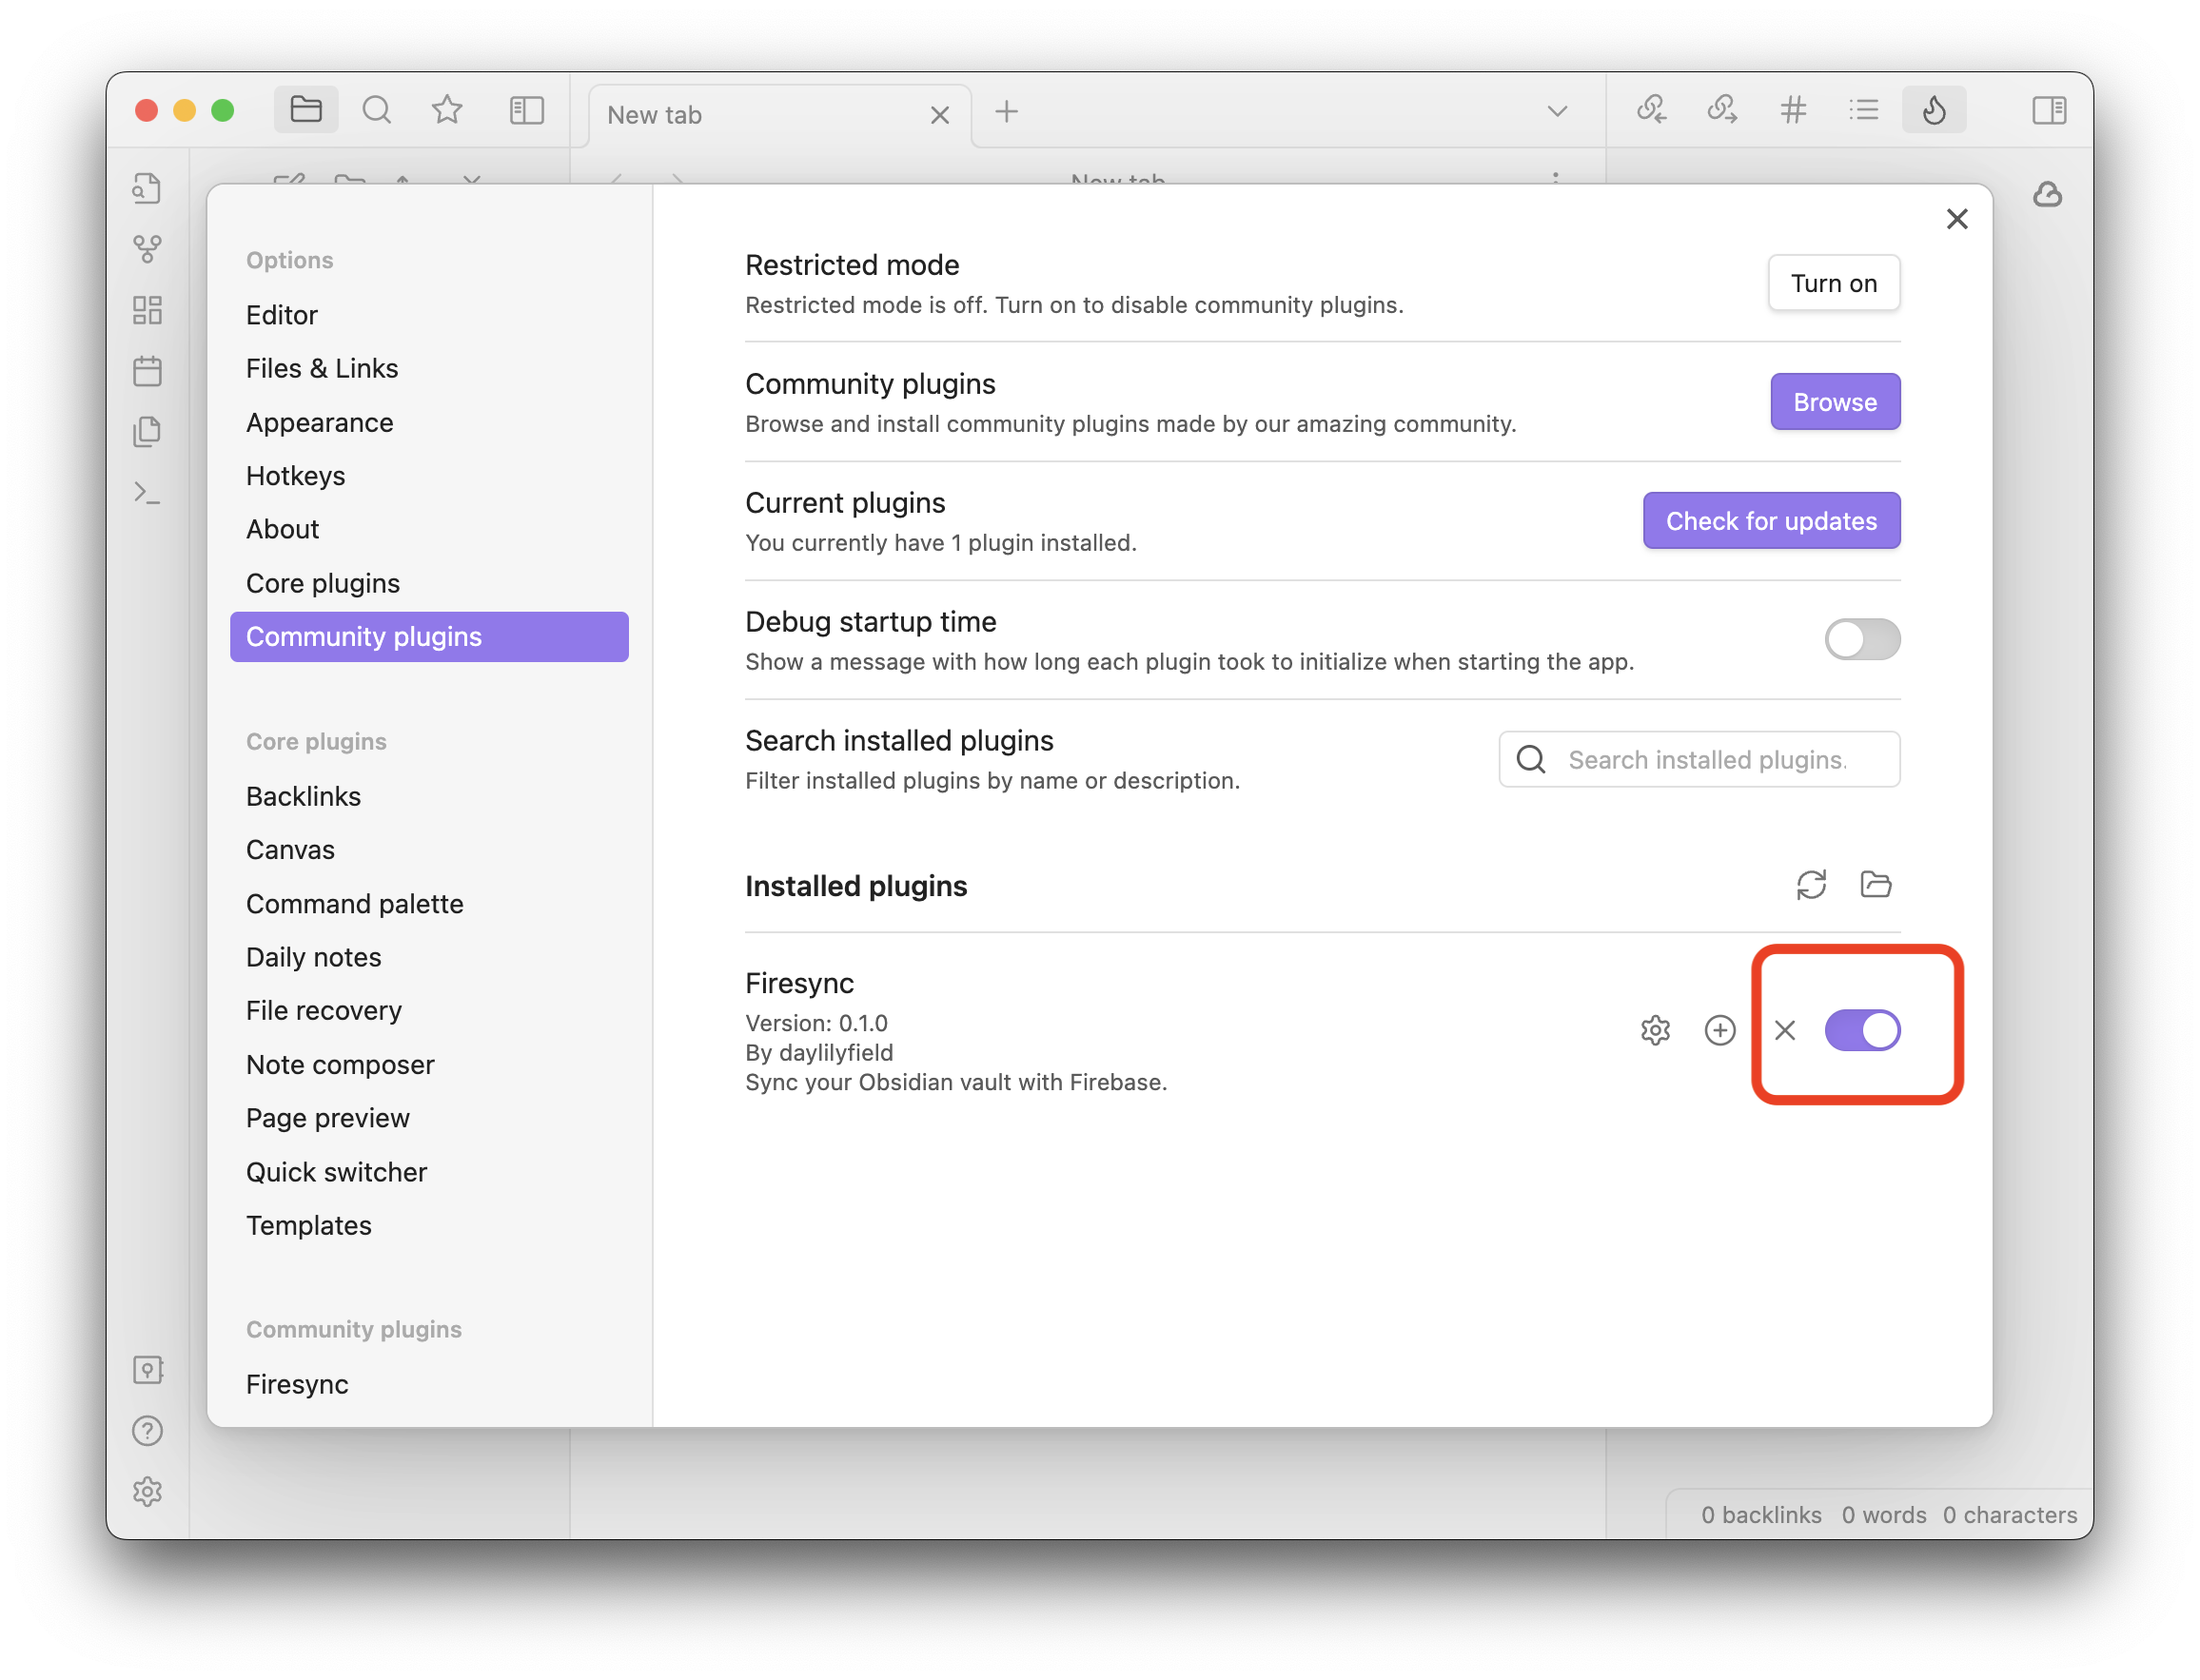 New tab
New tab
Options
Editor
Files & Links
Appearance
Hotkeys
About
Core plugins
Community plugins
Core plugins
Backlinks
Canvas
Command palette
Daily notes
File recovery
Note composer
Page preview
Quick switcher
Templates
Community plugins
Firesync
Restricted mode
Restricted mode is off. Turn on to disable community plugins.
Turn on
Community plugins
Browse and install community plugins made by our amazing community.
Browse
Current plugins
You currently have 1 plugin installed.
Check for updates
Debug startup time
Show a message with how long each plugin took to initialize when starting the app.
Search installed plugins
Filter installed plugins by name or description.
Search installed plugins.
Installed plugins
Firesync
Version: 0.1.0
By daylilyfield
Sync your Obsidian vault with Firebase.
0 backlinks 0 words 0 characters